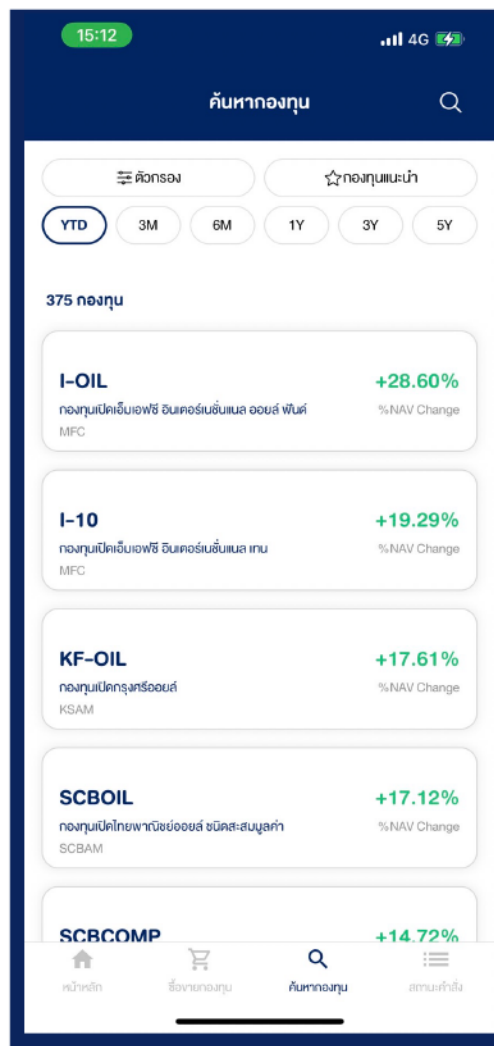 15:12
4G
ค้นหากองทุน
ตัวกรอง
กองทุนแนะนำ
YTD 3M 6M 1Y 3Y 5Y
375 กองทุน
I-OIL +28.60%
กองทุนเปิดเอ็มเอฟซี อินเตอร์เนชั่นแนล ออยล์ ฟันด์ %NAV Change
MFC
I-10 +19.29%
กองทุนเปิดเอ็มเอฟซี อินเตอร์เนชั่นแนล เทน %NAV Change
MFC
KF-OIL +17.61%
กองทุนเปิดกรุงศรีออยล์ %NAV Change
KSAM
SCBOIL +17.12%
กองทุนเปิดไทยพาณิชย์ออยล์ ชนิดสะสมมูลค่า %NAV Change
SCBAM
SCBCOMP +14.72%
หน้าหลัก ซื้อขายกองทุน ค้นหากองทุน สถานะคำสั่ง